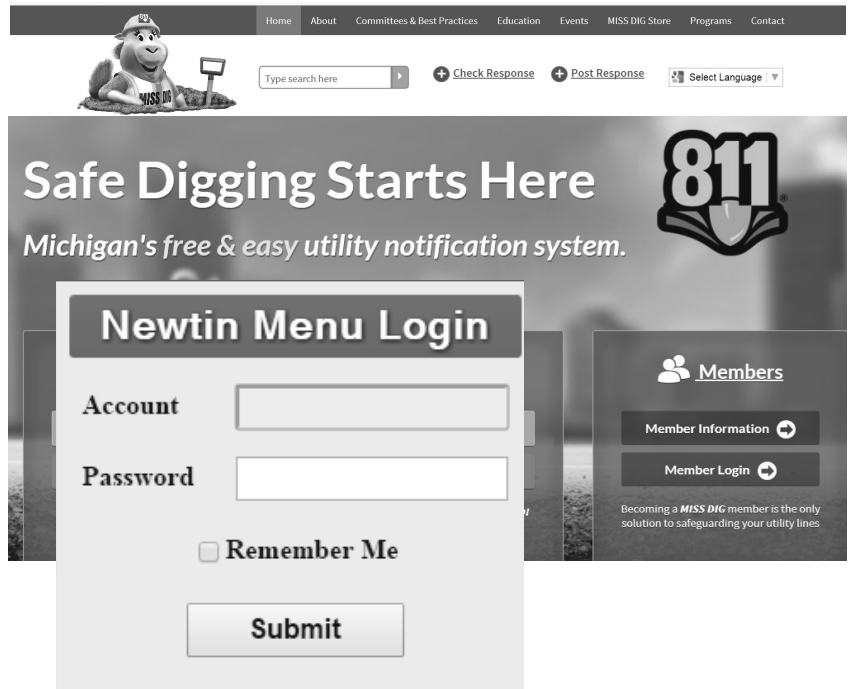 Home About Committees & Best Practices Education Events MISS DIG Store Programs Contact
811
MISS DIG
Type search here
Check Response
Post Response
Select Language
Safe Digging Starts Here
811
®
Michigan's free & easy utility notification system.
Newtin Menu Login
Account
Password
Remember Me
Submit
Members
Member Information
Member Login
Becoming a MISS DIG member is the only
solution to safeguarding your utility lines